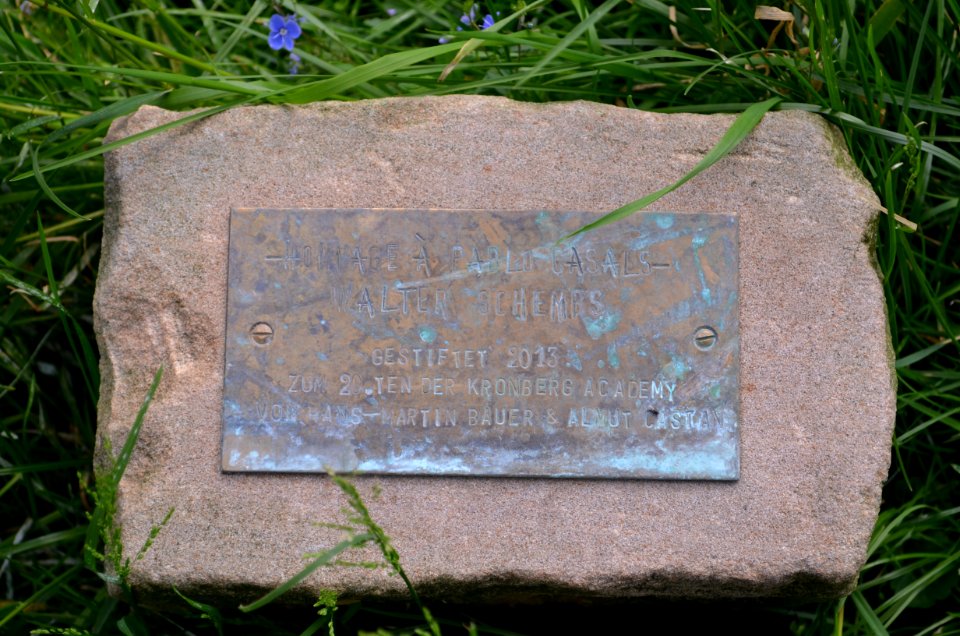 —HOMMAGE À PABLO CASALS—
WALTER SCHEMBS
GESTIFTET 2013
ZUM 20.TEN DER KRONBERG ACADEMY
VON HANS-MARTIN BAUER & ALMUT CASTAN